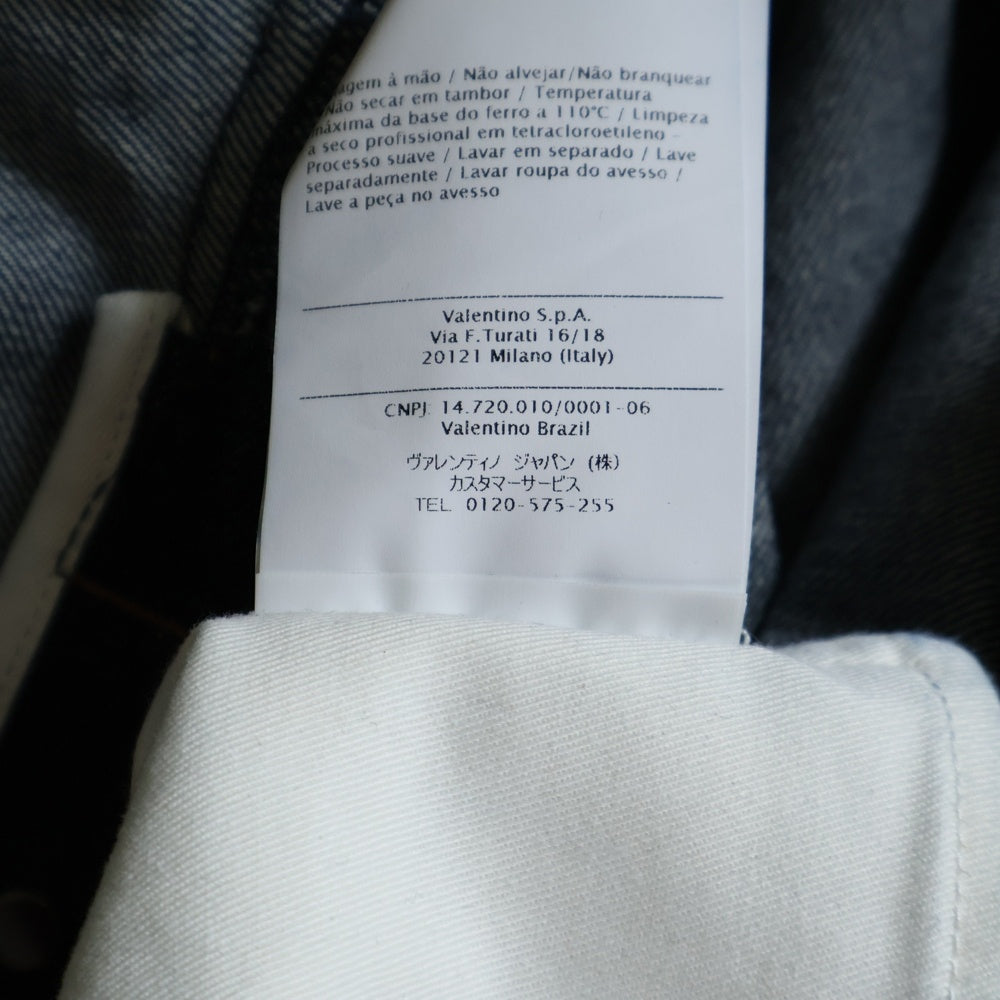 agem à mão / Não alvejar/Não branquear
Não secar em tambor / Temperatura
máxima da base do ferro a 110°C / Limpeza
a seco profissional em tetracloroetileno -
Processo suave / Lavar em separado / Lave
separadamente / Lavar roupa do avesso /
Lave a peça no avesso
Valentino S.p.A.
Via F.Turati 16/18
20121 Milano (Italy)
CNPJ: 14.720.010/0001-06
Valentino Brazil
ヴァレンティノ ジャパン (株)
カスタマーサービス
TEL. 0120-575-255